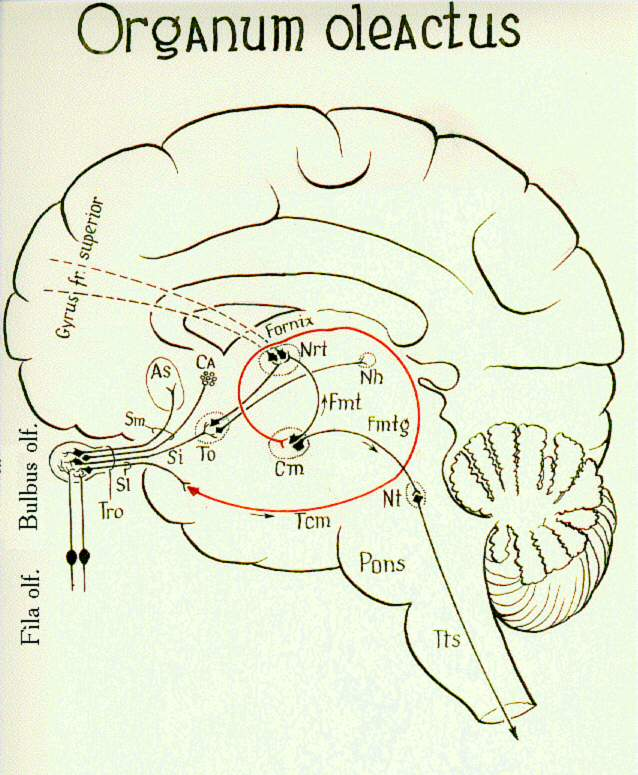 Organum oleActus
Gyrus fr. superior
Fornix
Nrt
As
CA
Nh
Fmt
Sm
Fmtg
To
Si
Cm
Bulbus olf.
Sl
Tro
Nt
Tcm
Pons
Fila olf.
Tts